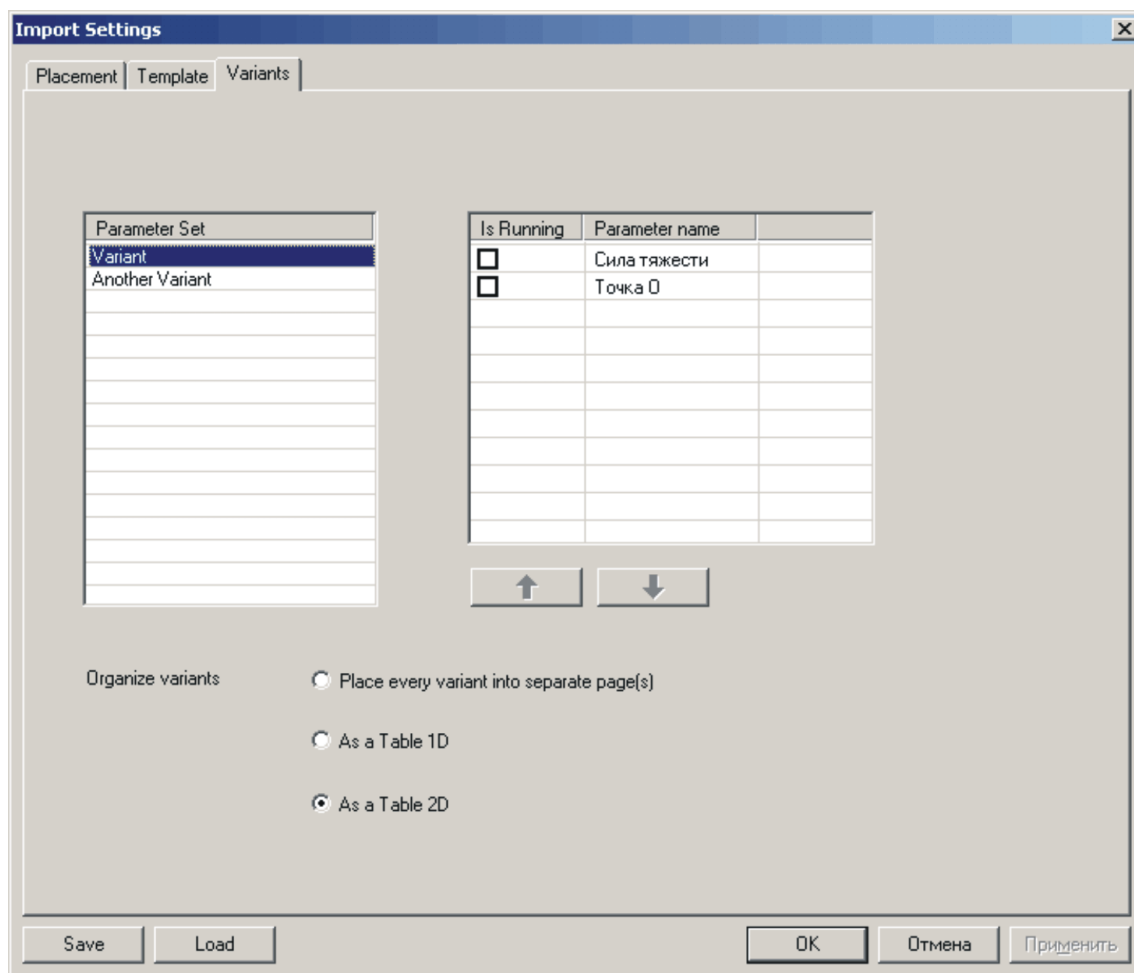 Import Settings
Placement Template Variants
Parameter Set
Variant
Another Variant
Is Running Parameter name
Сила тяжести
Точка О
Organize variants
Place every variant into separate page(s)
As a Table 1D
As a Table 2D
Save Load OK Отмена Применить